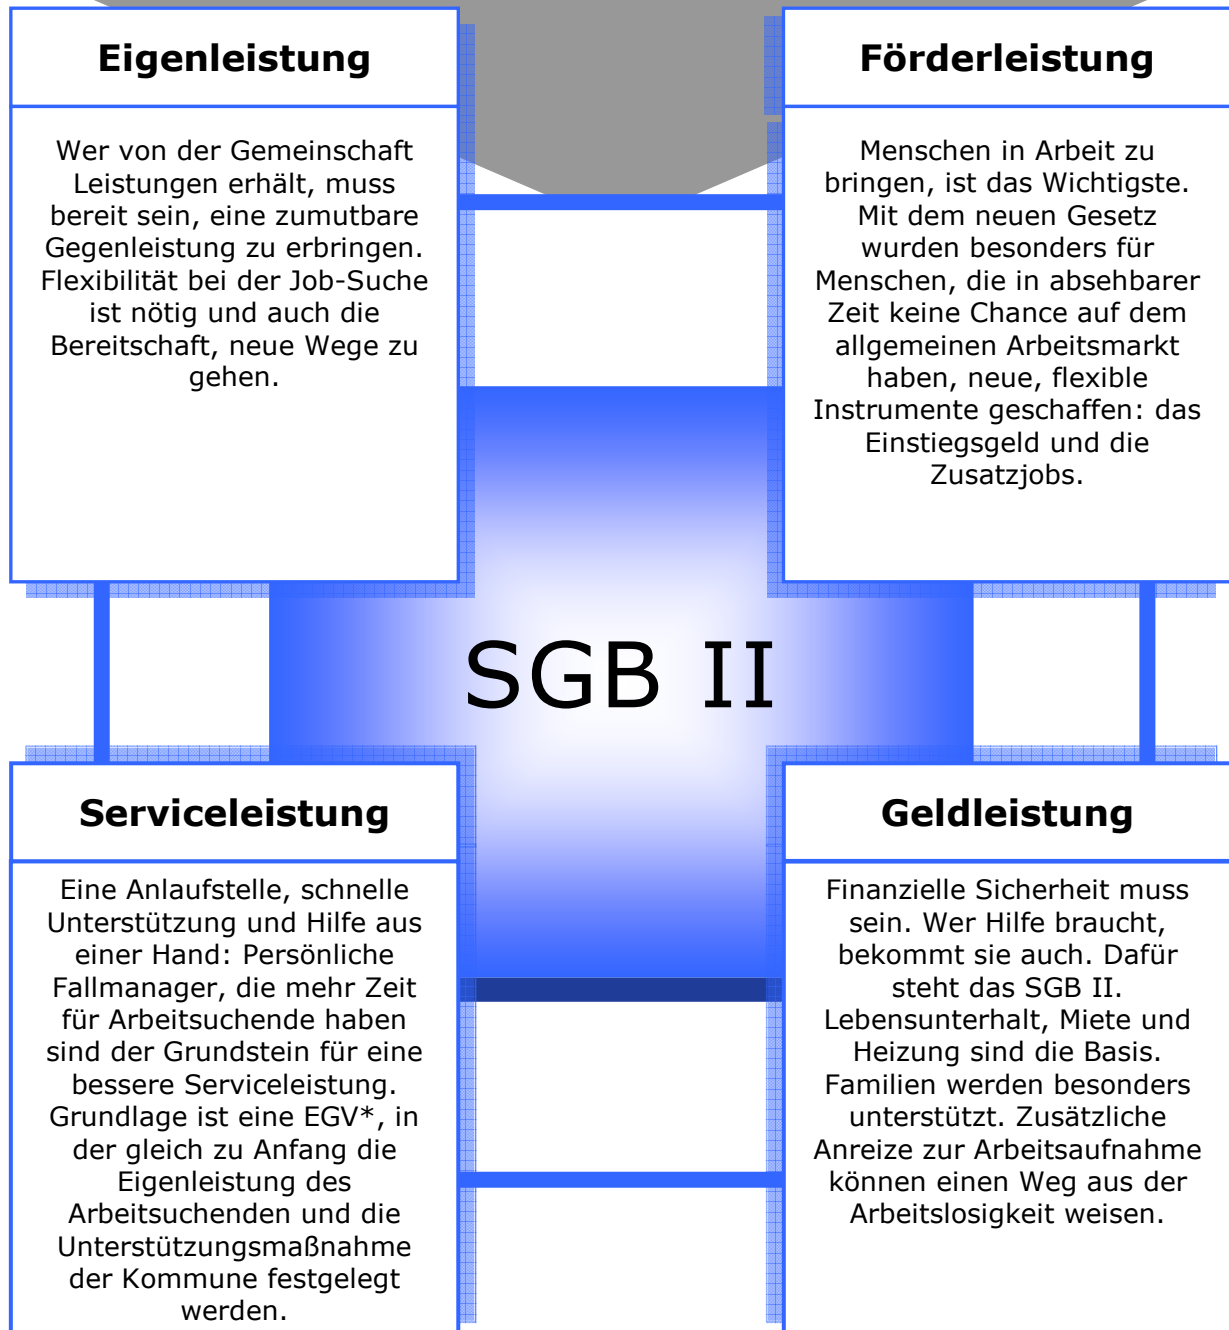 Eigenleistung
Wer von der Gemeinschaft
Leistungen erhält, muss
bereit sein, eine zumutbare
Gegenleistung zu erbringen.
Flexibilität bei der Job-Suche
ist nötig und auch die
Bereitschaft, neue Wege zu
gehen.
Förderleistung
Menschen in Arbeit zu
bringen, ist das Wichtigste.
Mit dem neuen Gesetz
wurden besonders für
Menschen, die in absehbarer
Zeit keine Chance auf dem
allgemeinen Arbeitsmarkt
haben, neue, flexible
Instrumente geschaffen: das
Einstiegsgeld und die
Zusatzjobs.
SGB II
Serviceleistung
Eine Anlaufstelle, schnelle
Unterstützung und Hilfe aus
einer Hand: Persönliche
Fallmanager, die mehr Zeit
für Arbeitsuchende haben
sind der Grundstein für eine
bessere Serviceleistung.
Grundlage ist eine EGV*, in
der gleich zu Anfang die
Eigenleistung des
Arbeitsuchenden und die
Unterstützungsmaßnahme
der Kommune festgelegt
werden.
Geldleistung
Finanzielle Sicherheit muss
sein. Wer Hilfe braucht,
bekommt sie auch. Dafür
steht das SGB II.
Lebensunterhalt, Miete und
Heizung sind die Basis.
Familien werden besonders
unterstützt. Zusätzliche
Anreize zur Arbeitsaufnahme
können einen Weg aus der
Arbeitslosigkeit weisen.